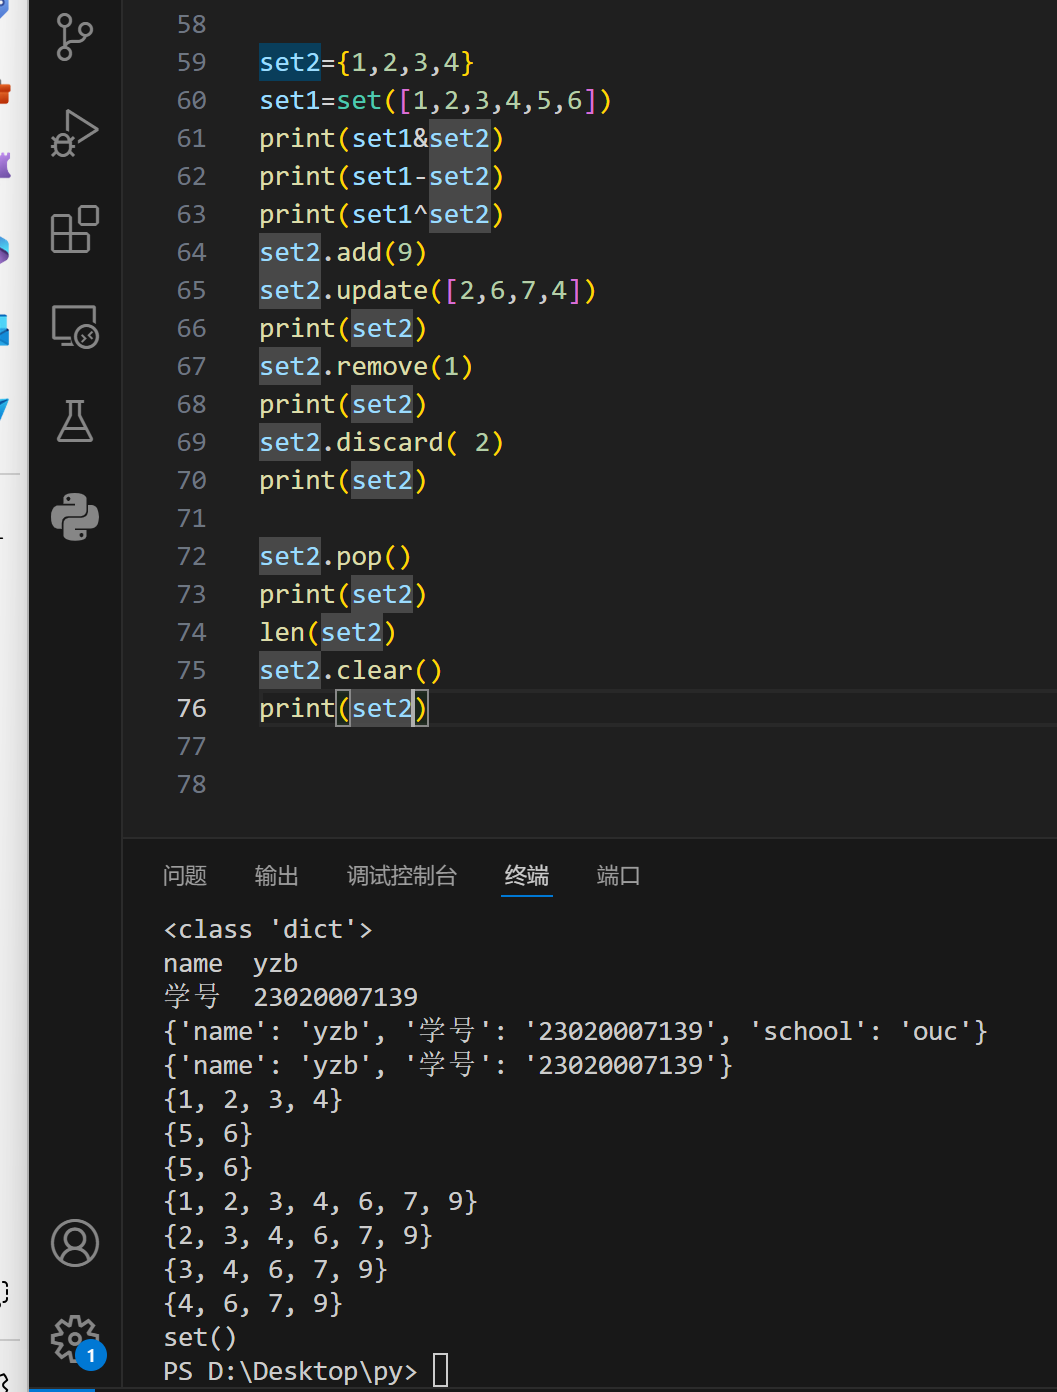 58
59 set2={1,2,3,4}
60 set1=set([1,2,3,4,5,6])
61 print(set1&set2)
62 print(set1-set2)
63 print(set1^set2)
64 set2.add(9)
65 set2.update([2,6,7,4])
66 print(set2)
67 set2.remove(1)
68 print(set2)
69 set2.discard( 2)
70 print(set2)
71
72 set2.pop()
73 print(set2)
74 len(set2)
75 set2.clear()
76 print(set2)
77
78
问题 输出 调试控制台 终端 端口
<class 'dict'>
name  yzb
学号  23020007139
{'name': 'yzb', '学号': '23020007139', 'school': 'ouc'}
{'name': 'yzb', '学号': '23020007139'}
{1, 2, 3, 4}
{5, 6}
{5, 6}
{1, 2, 3, 4, 6, 7, 9}
{2, 3, 4, 6, 7, 9}
{3, 4, 6, 7, 9}
{4, 6, 7, 9}
set()
1
PS D:\Desktop\py>